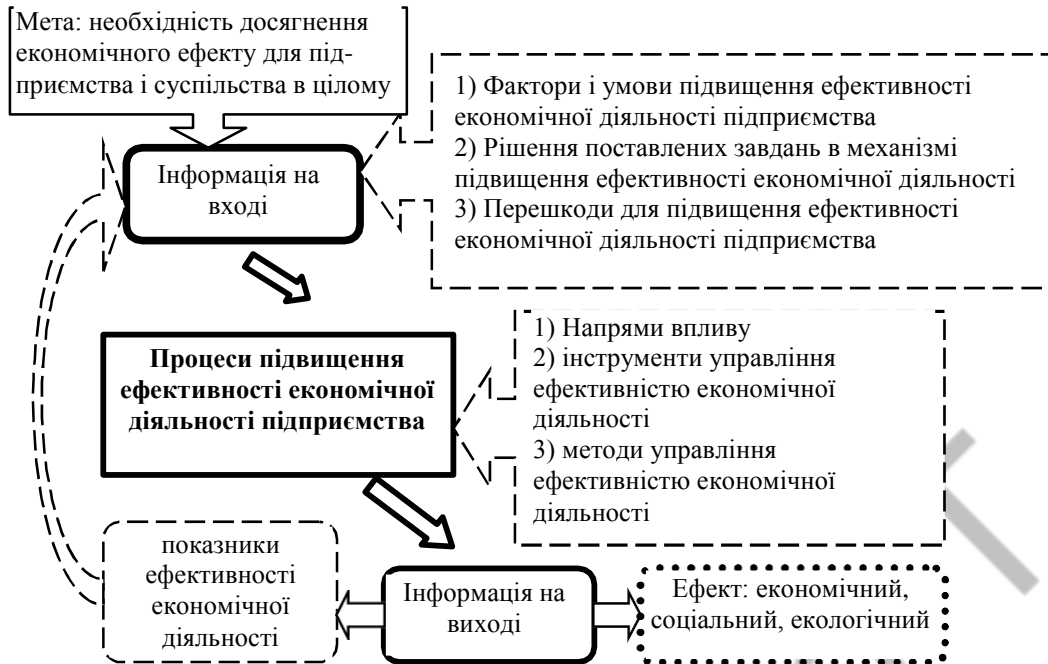 Мета: необхідність досягнення
економічного ефекту для під-
приємства і суспільства в цілому
1) Фактори і умови підвищення ефективності
економічної діяльності підприємства
2) Рішення поставлених завдань в механізмі
підвищення ефективності економічної діяльності
3) Перешкоди для підвищення ефективності
економічної діяльності підприємства
Інформація на
вході
Процеси підвищення
ефективності економічної
діяльності підприємства
1) Напрями впливу
2) інструменти управління
ефективністю економічної
діяльності
3) методи управління
ефективністю економічної
діяльності
показники
ефективності
економічної
діяльності
Інформація на
виході
Ефект: економічний,
соціальний, екологічний